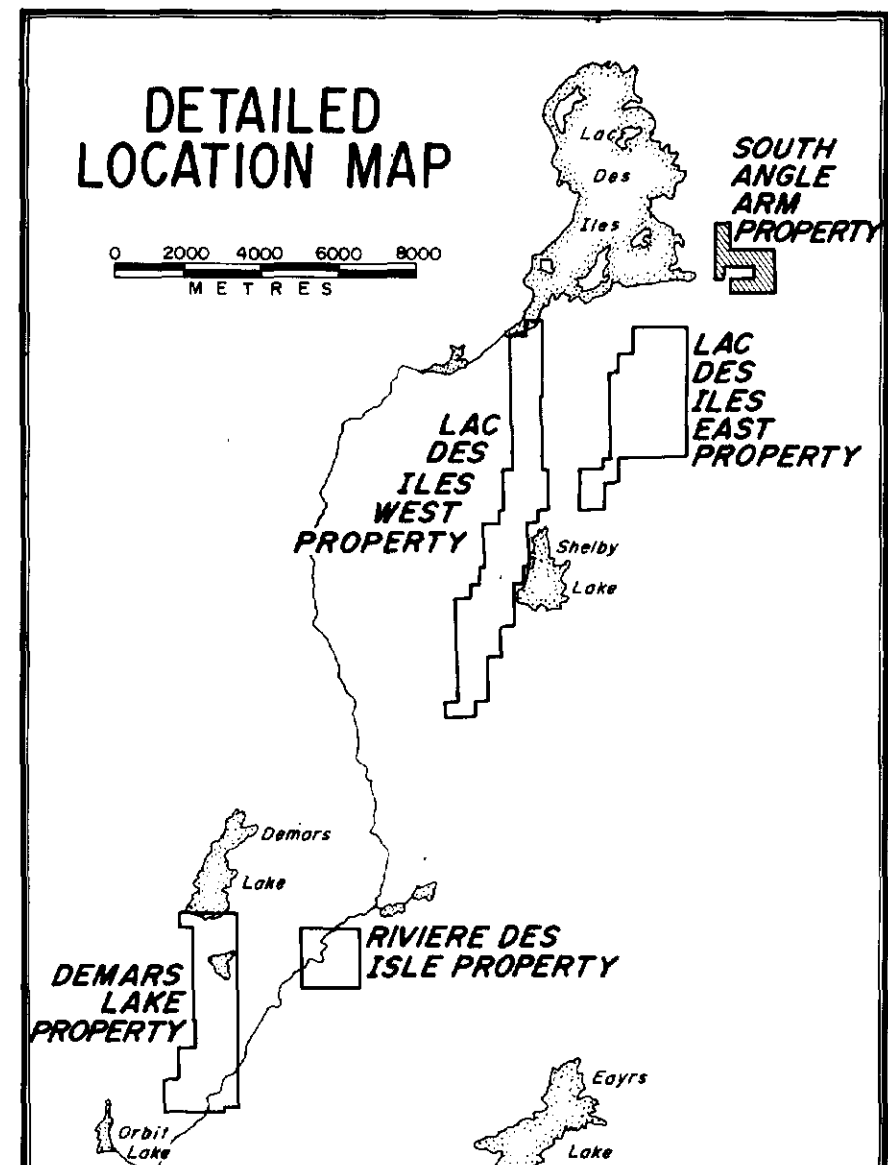 DETAILED
LOCATION MAP
0 2000 4000 6000 8000
METRES
Lac
Des
Iles
SOUTH
ANGLE
ARM
PROPERTY
LAC
DES
ILES
EAST
PROPERTY
LAC
DES
ILES
WEST
PROPERTY
Shelby
Lake
Demars
Lake
RIVIERE DES
ISLE PROPERTY
DEMARS
LAKE
PROPERTY
Eayrs
Lake
Orbit
Lake